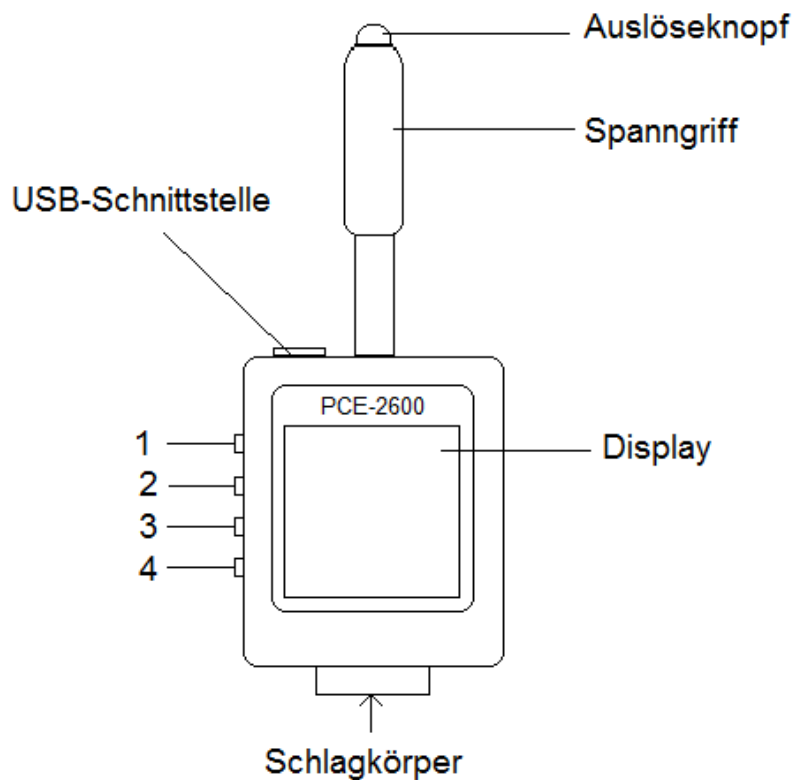 Auslöseknopf
Spanngriff
USB-Schnittstelle
PCE-2600
1
Display
2
3
4
Schlagkörper